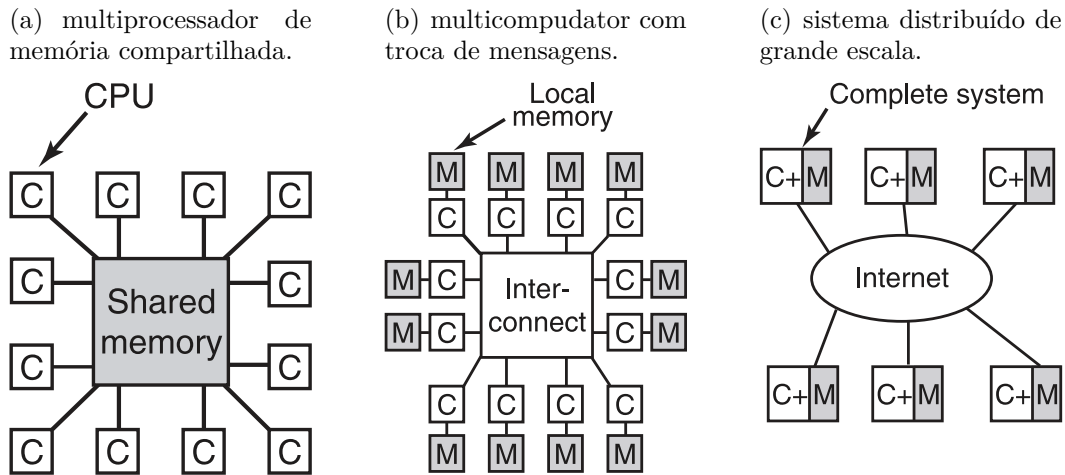 (a) multiprocessador de
memória compartilhada.
CPU
C C C C
C C
Shared
memory
C C
C C C C
(b) multicompudator com
troca de mensagens.
Local
memory
M M M M
C C C C
M C C M
Inter-
connect
M C C M
C C C C
M M M M
(c) sistema distribuído de
grande escala.
Complete system
C+ M C+ M C+ M
Internet
C+ M C+ M C+ M